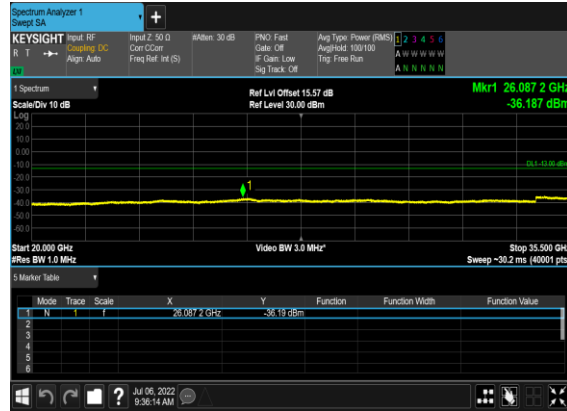 Spectrum Analyzer 1
Swept SA
+
KEYSIGHT Input: RF Input Z: 50 Ω #Atten: 30 dB PNO: Fast Avg Type: Power (RMS) 1 2 3 4 5 6
R T Coupling: DC Corr CCorr Gate: Off Avg|Hold: 100/100 A W W W W W
Align: Auto Freq Ref: Int (S) IF Gain: Low Trig: Free Run
Sig Track: Off A N N N N N
1 Spectrum Ref Lvl Offset 15.57 dB Mkr1 26.087 2 GHz
Scale/Div 10 dB Ref Level 30.00 dBm -36.187 dBm
Log
20.0
10.0
0.00
-10.0
DL1 -13.00 dBm
-20.0
-30.0
1
-40.0
-50.0
-60.0
Start 20.000 GHz Video BW 3.0 MHz* Stop 35.500 GHz
#Res BW 1.0 MHz Sweep ~30.2 ms (40001 pts)
5 Marker Table
Mode Trace Scale X Y Function Function Width Function Value
1 N 1 f 26.087 2 GHz -36.19 dBm
2
3
4
5
6
? Jul 06, 2022
9:36:14 AM